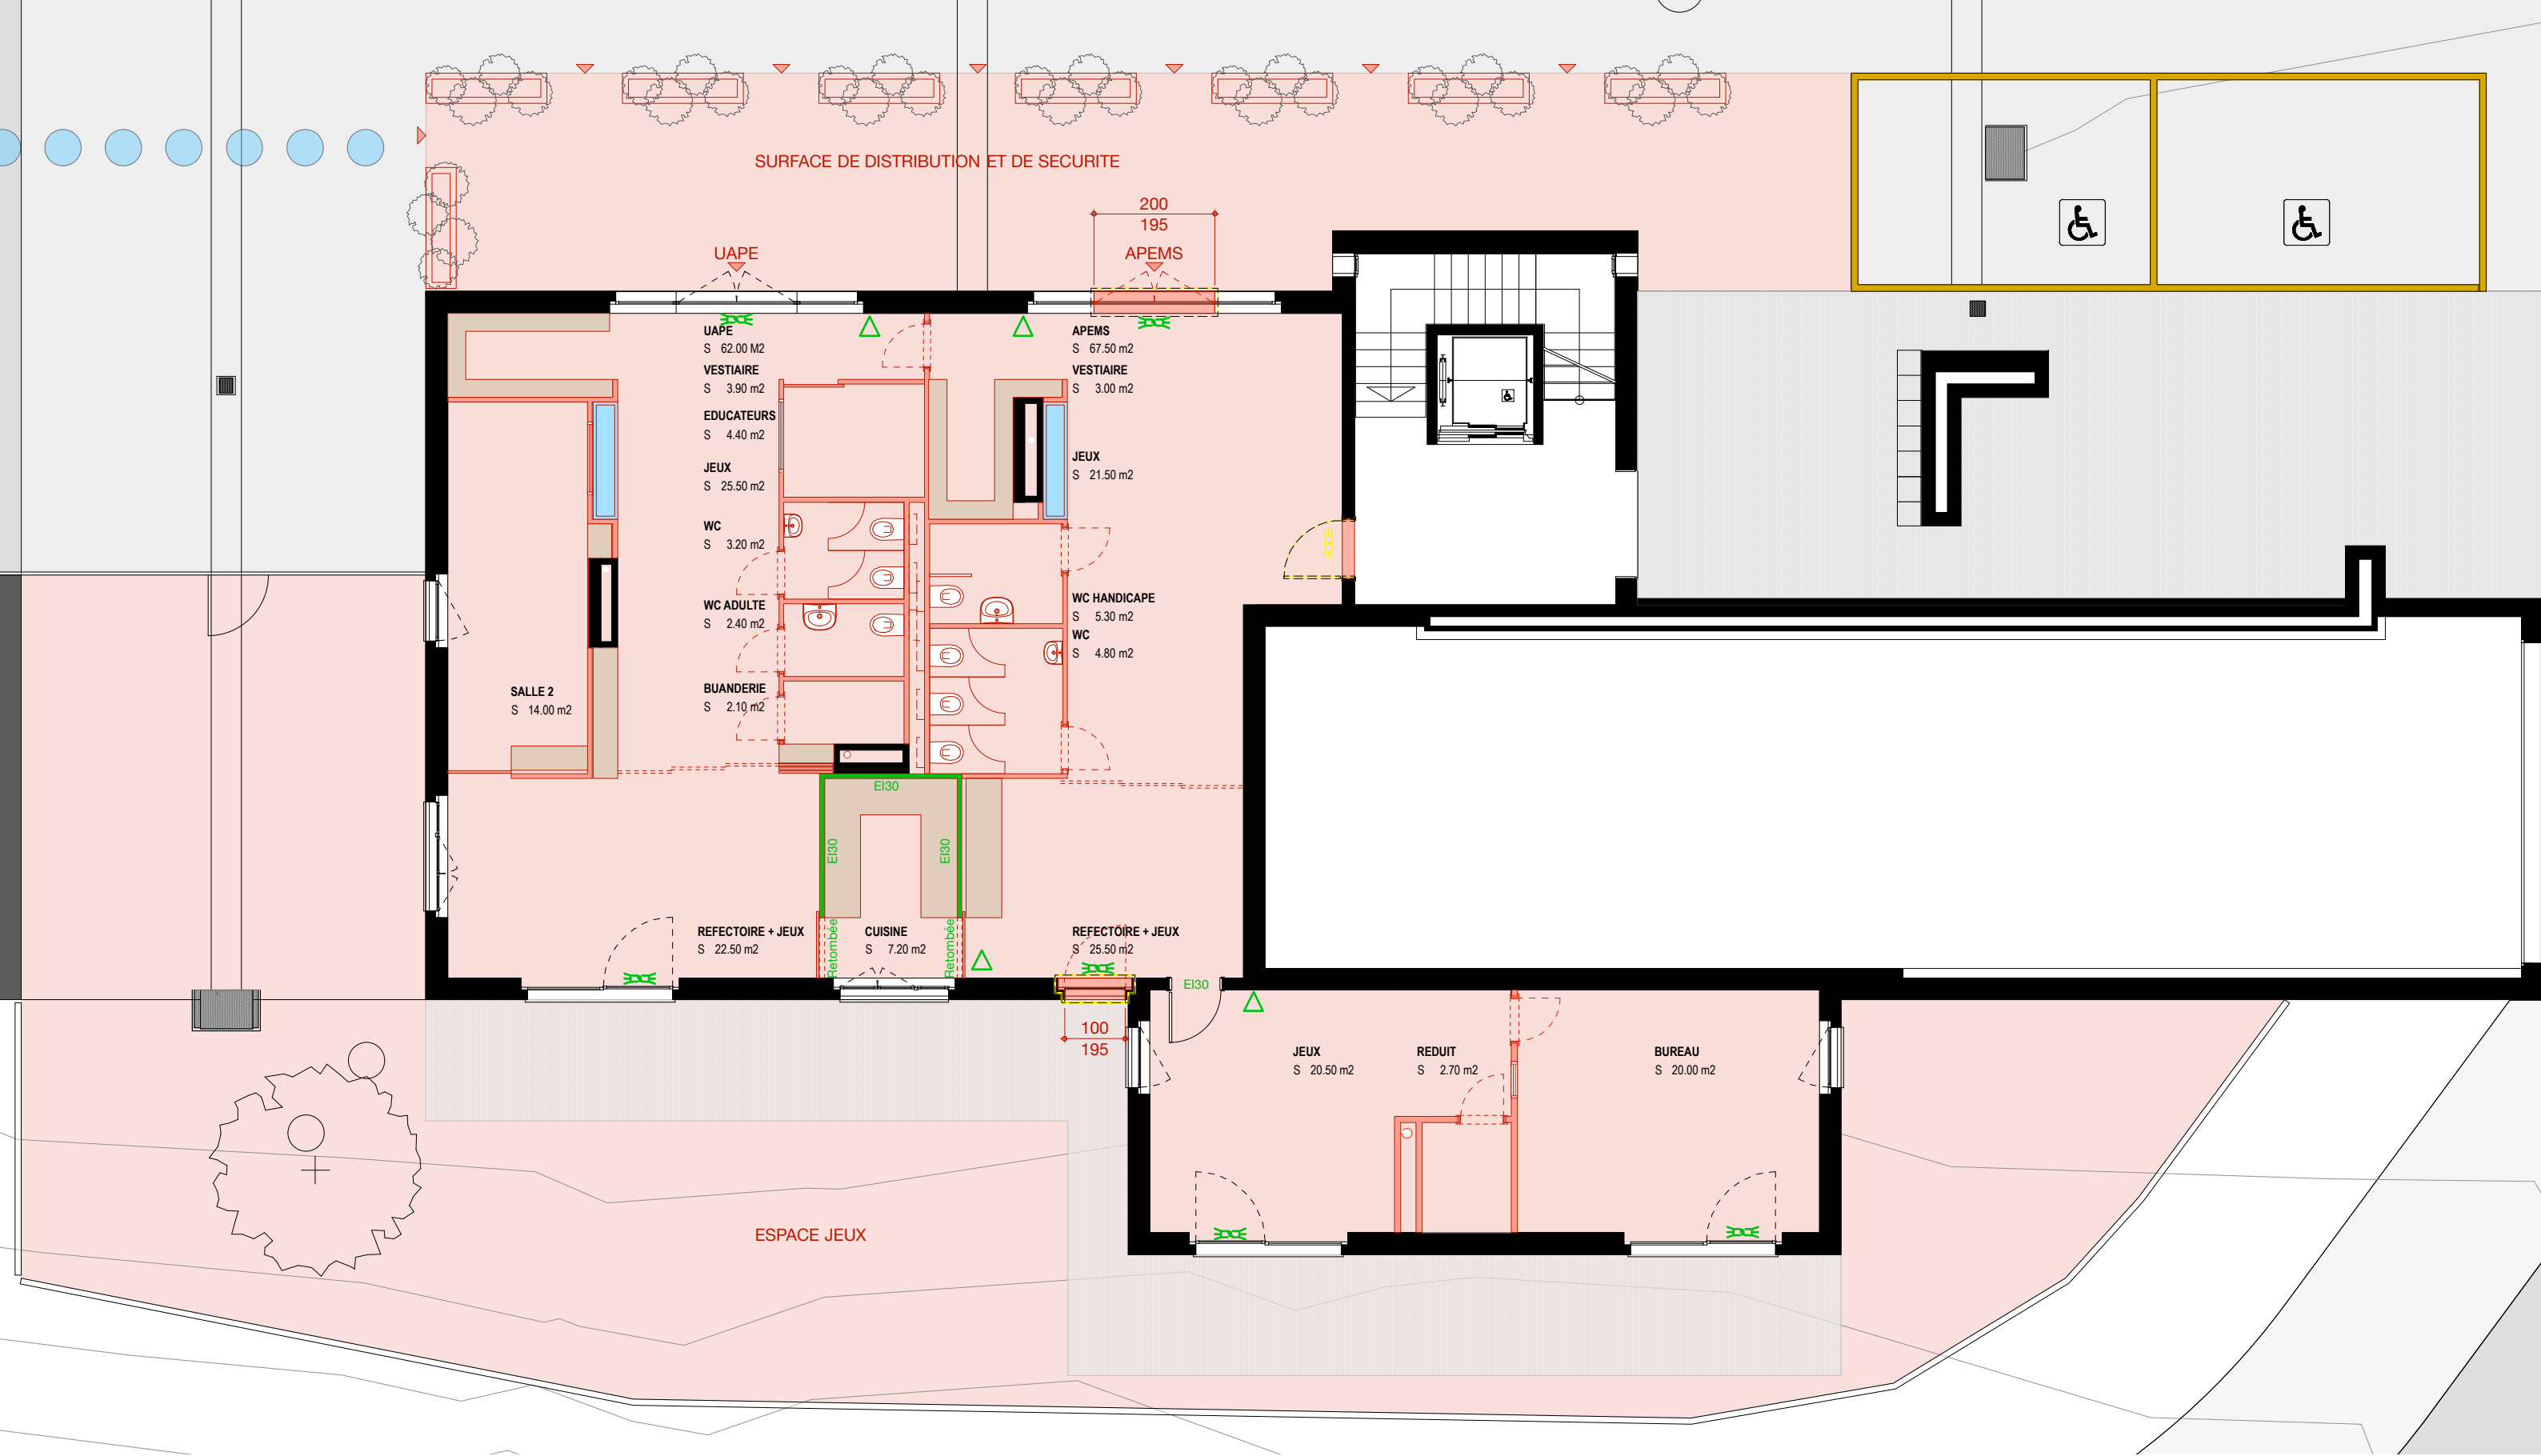 SURFACE DE DISTRIBUTION ET DE SECURITE
200
195
UAPE
APEMS
UAPE
S 62.00 M2
VESTIAIRE
S 3.90 m2
EDUCATEURS
S 4.40 m2
JEUX
S 25.50 m2
WC
S 3.20 m2
WC ADULTE
S 2.40 m2
BUANDERIE
S 2.10 m2
SALLE 2
S 14.00 m2
APEMS
S 67.50 m2
VESTIAIRE
S 3.00 m2
JEUX
S 21.50 m2
WC HANDICAPE
S 5.30 m2
WC
S 4.80 m2
EI30
EI30
EI30
Retombée
Retombée
REFECTOIRE + JEUX
S 22.50 m2
CUISINE
S 7.20 m2
REFECTOIRE + JEUX
S 25.50 m2
EI30
100
195
JEUX
S 20.50 m2
REDUIT
S 2.70 m2
BUREAU
S 20.00 m2
ESPACE JEUX